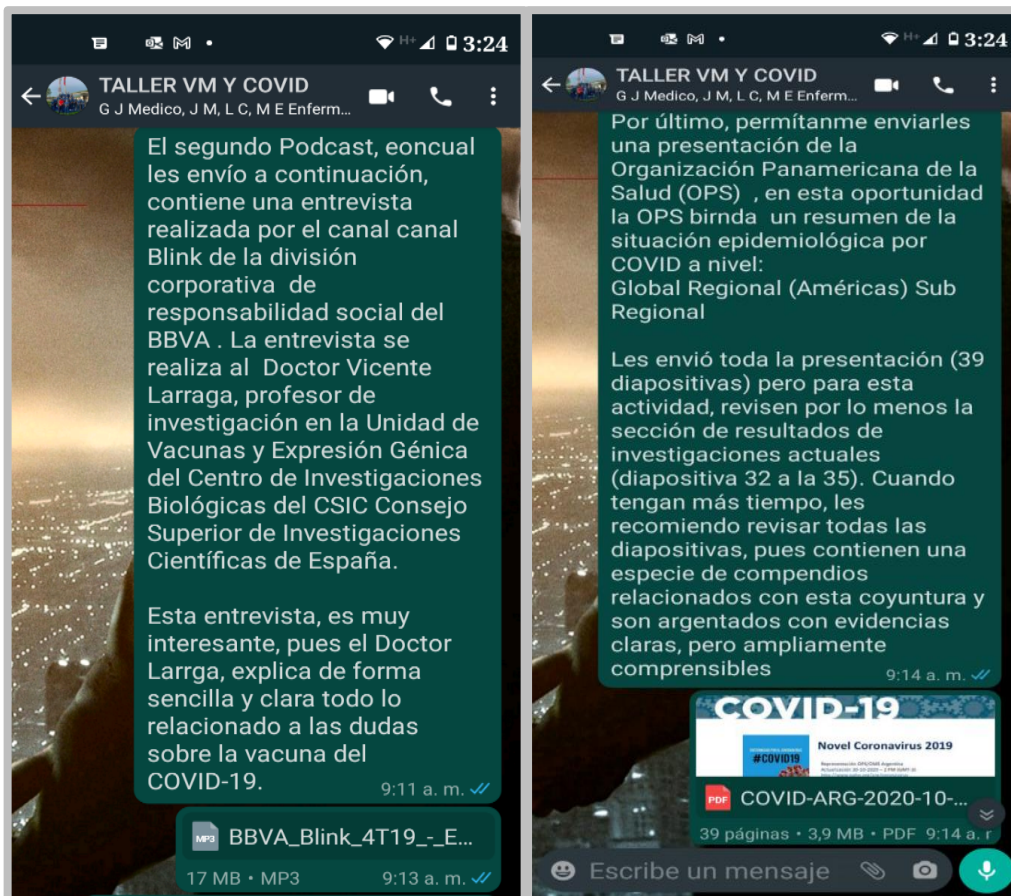 3:24
TALLER VM Y COVID
G J Medico, J M, L C, M E Enferm...
El segundo Podcast, eoncual
les envío a continuación,
contiene una entrevista
realizada por el canal canal
Blink de la división
corporativa de
responsabilidad social del
BBVA . La entrevista se
realiza al Doctor Vicente
Larraga, profesor de
investigación en la Unidad de
Vacunas y Expresión Génica
del Centro de Investigaciones
Biológicas del CSIC Consejo
Superior de Investigaciones
Científicas de España.
Esta entrevista, es muy
interesante, pues el Doctor
Larrga, explica de forma
sencilla y clara todo lo
relacionado a las dudas
sobre la vacuna del
COVID-19.
9:11 a. m.
MP3
BBVA_Blink_4T19_-_E...
17 MB • MP3
9:13 a. m.
H+ 3:24
TALLER VM Y COVID
G J Medico, J M, L C, M E Enferm...
Por último, permítanme enviarles
una presentación de la
Organización Panamericana de la
Salud (OPS) , en esta oportunidad
la OPS birnda un resumen de la
situación epidemiológica por
COVID a nivel:
Global Regional (Américas) Sub
Regional
Les envió toda la presentación (39
diapositivas) pero para esta
actividad, revisen por lo menos la
sección de resultados de
investigaciones actuales
(diapositiva 32 a la 35). Cuando
tengan más tiempo, les
recomiendo revisar todas las
diapositivas, pues contienen una
especie de compendios
relacionados con esta coyuntura y
son argentados con evidencias
claras, pero ampliamente
comprensibles
9:14 a. m.
COVID-19
#COVID19
Novel Coronavirus 2019
PDF
COVID-ARG-2020-10-...
39 páginas • 3,9 MB • PDF
9:14 a. r
Escribe un mensaje